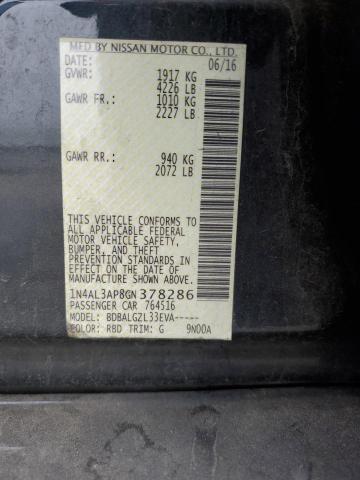 MFD BY NISSAN MOTOR CO., LTD.
DATE: 06/16
GVWR: 1917 KG
4226 LB
GAWR FR.: 1010 KG
2227 LB
GAWR RR.: 940 KG
2072 LB
THIS VEHICLE CONFORMS TO
ALL APPLICABLE FEDERAL
MOTOR VEHICLE SAFETY,
BUMPER, AND THEFT
PREVENTION STANDARDS
IN EFFECT ON THE DATE OF
MANUFACTURE SHOWN ABOVE.
1N4AL3AP8GN378286
PASSENGER CAR 764516
MODEL: BDBALGZL33EVA-----
COLOR: RBD TRIM: G 9N00A